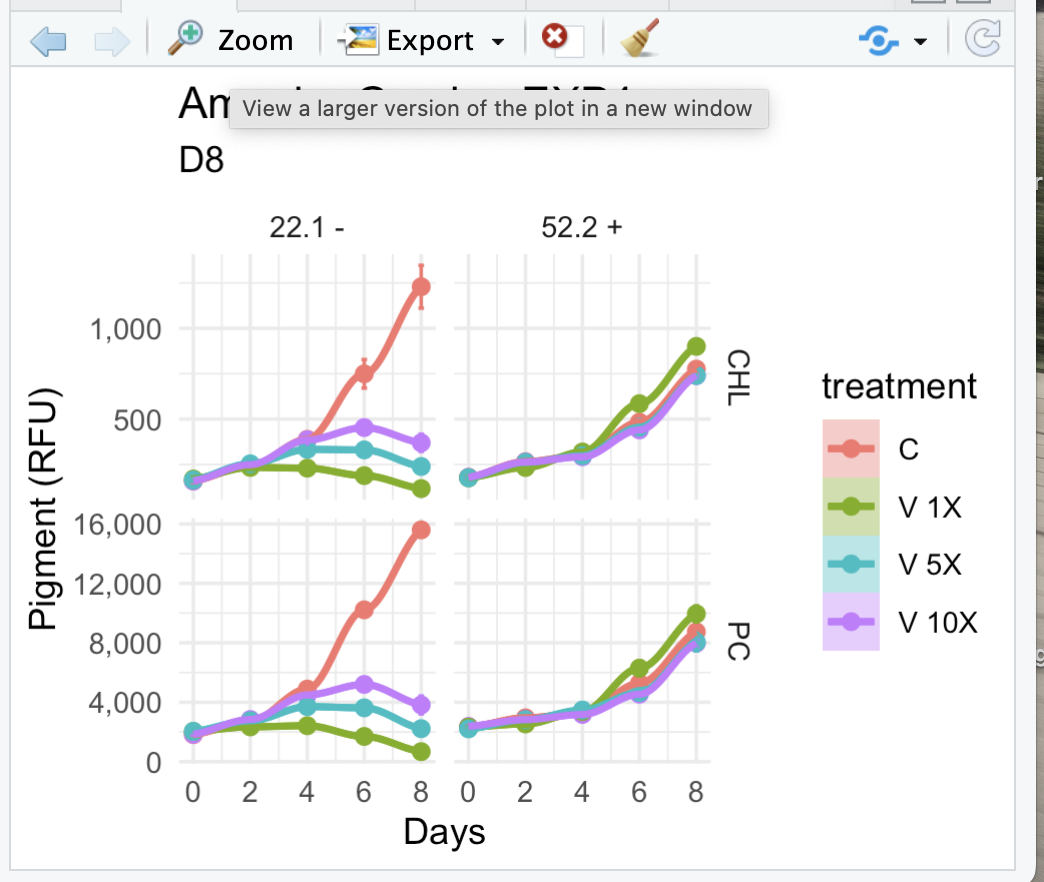 Zoom Export
View a larger version of the plot in a new window
D8
22.1 - 52.2 +
1,000
500
CHL
16,000
12,000
8,000
4,000
0
PC
Pigment (RFU)
0 2 4 6 8 0 2 4 6 8
Days
treatment
C
V 1X
V 5X
V 10X